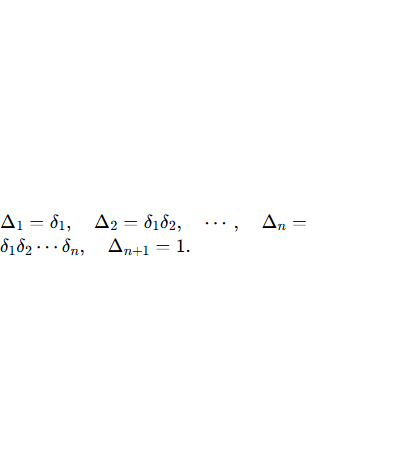 Δ₁ = δ₁, Δ₂ = δ₁δ₂, ⋯ , Δₙ =
δ₁δ₂ ⋯ δₙ, Δₙ₊₁ = 1.